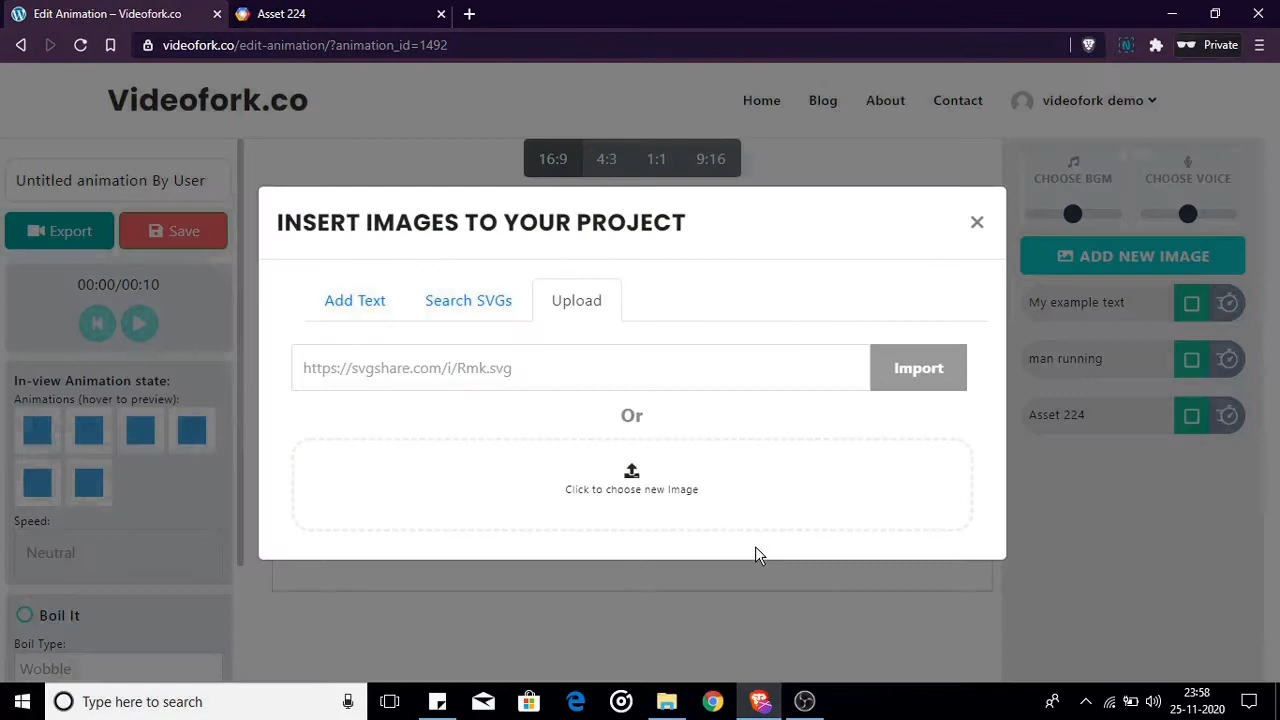 Edit Animation – Videofork.co
Asset 224
videofork.co/edit-animation/?animation_id=1492
Private
Videofork.co
Home
Blog
About
Contact
videofork demo
16:9
4:3
1:1
9:16
Untitled animation By User
Export
Save
00:00/00:10
In-view Animation state:
Animations (hover to preview):
Speed:
Neutral
Boil It
Boil Type:
Wobble
INSERT IMAGES TO YOUR PROJECT
×
Add Text
Search SVGs
Upload
https://svgshare.com/i/Rmk.svg
Import
Or
Click to choose new Image
CHOOSE BGM
CHOOSE VOICE
ADD NEW IMAGE
My example text
man running
Asset 224
Type here to search
23:58
25-11-2020